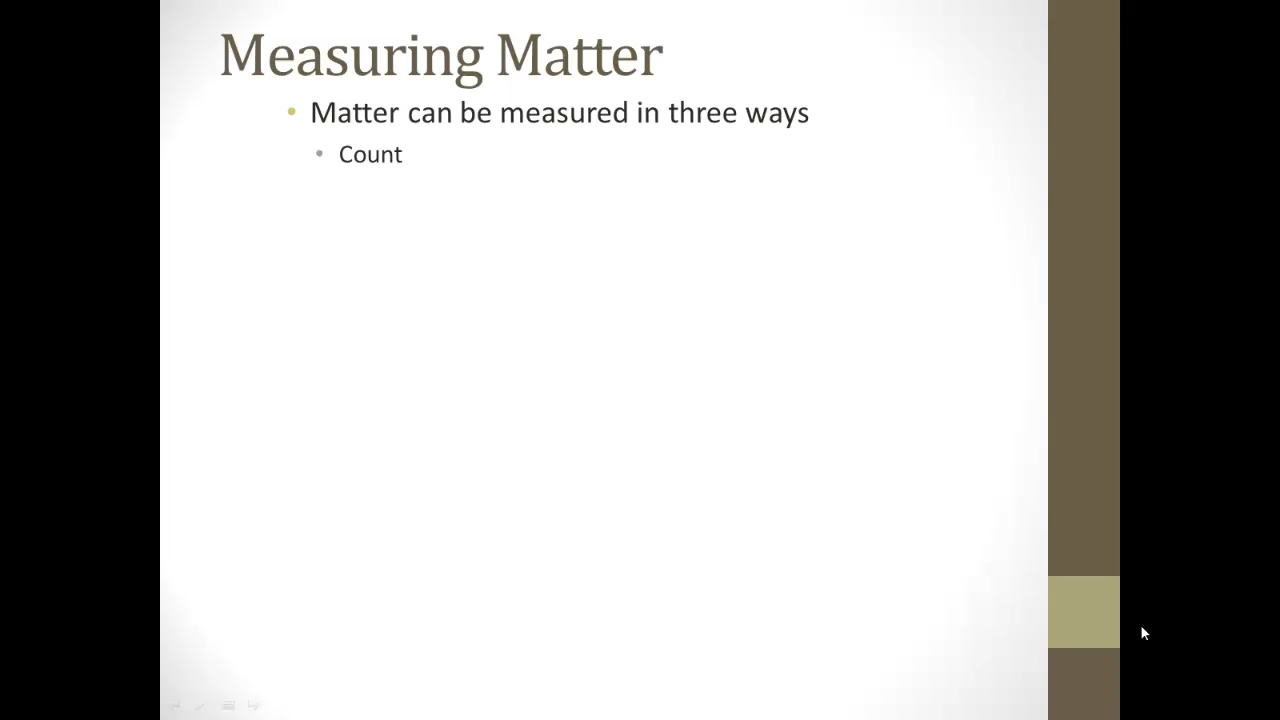 Measuring Matter
• Matter can be measured in three ways
• Count